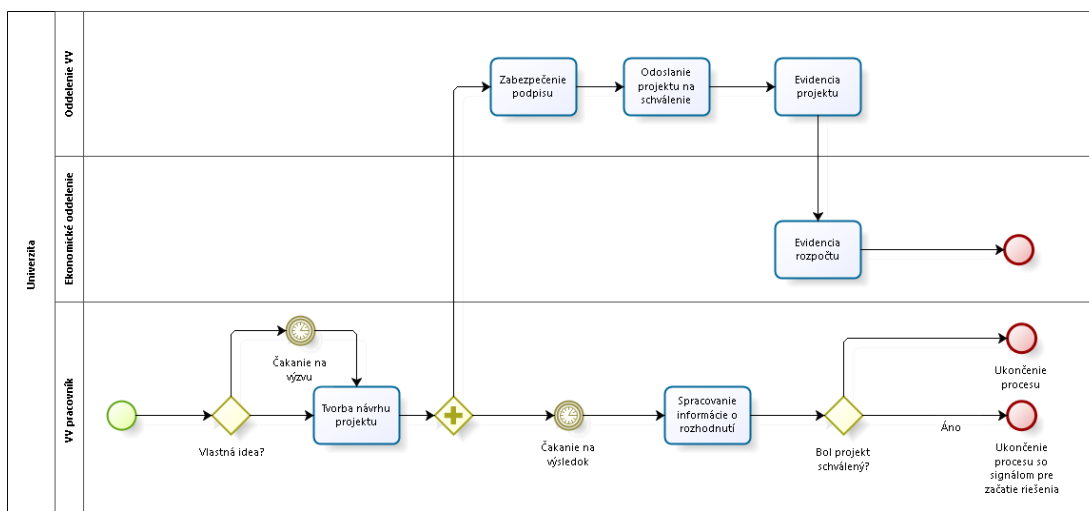 Univerzita
Oddelenie VV
Zabezpečenie
podpisu
Odoslanie
projektu na
schválenie
Evidencia
projektu
Ekonomické oddelenie
Evidencia
rozpočtu
VV pracovník
Vlastná idea?
Čakanie na
výzvu
Tvorba návrhu
projektu
Čakanie na
výsledok
Spracovanie
informácie o
rozhodnutí
Bol projekt
schválený?
Ukončenie
procesu
Áno
Ukončenie
procesu so
signálom pre
začatie riešenia